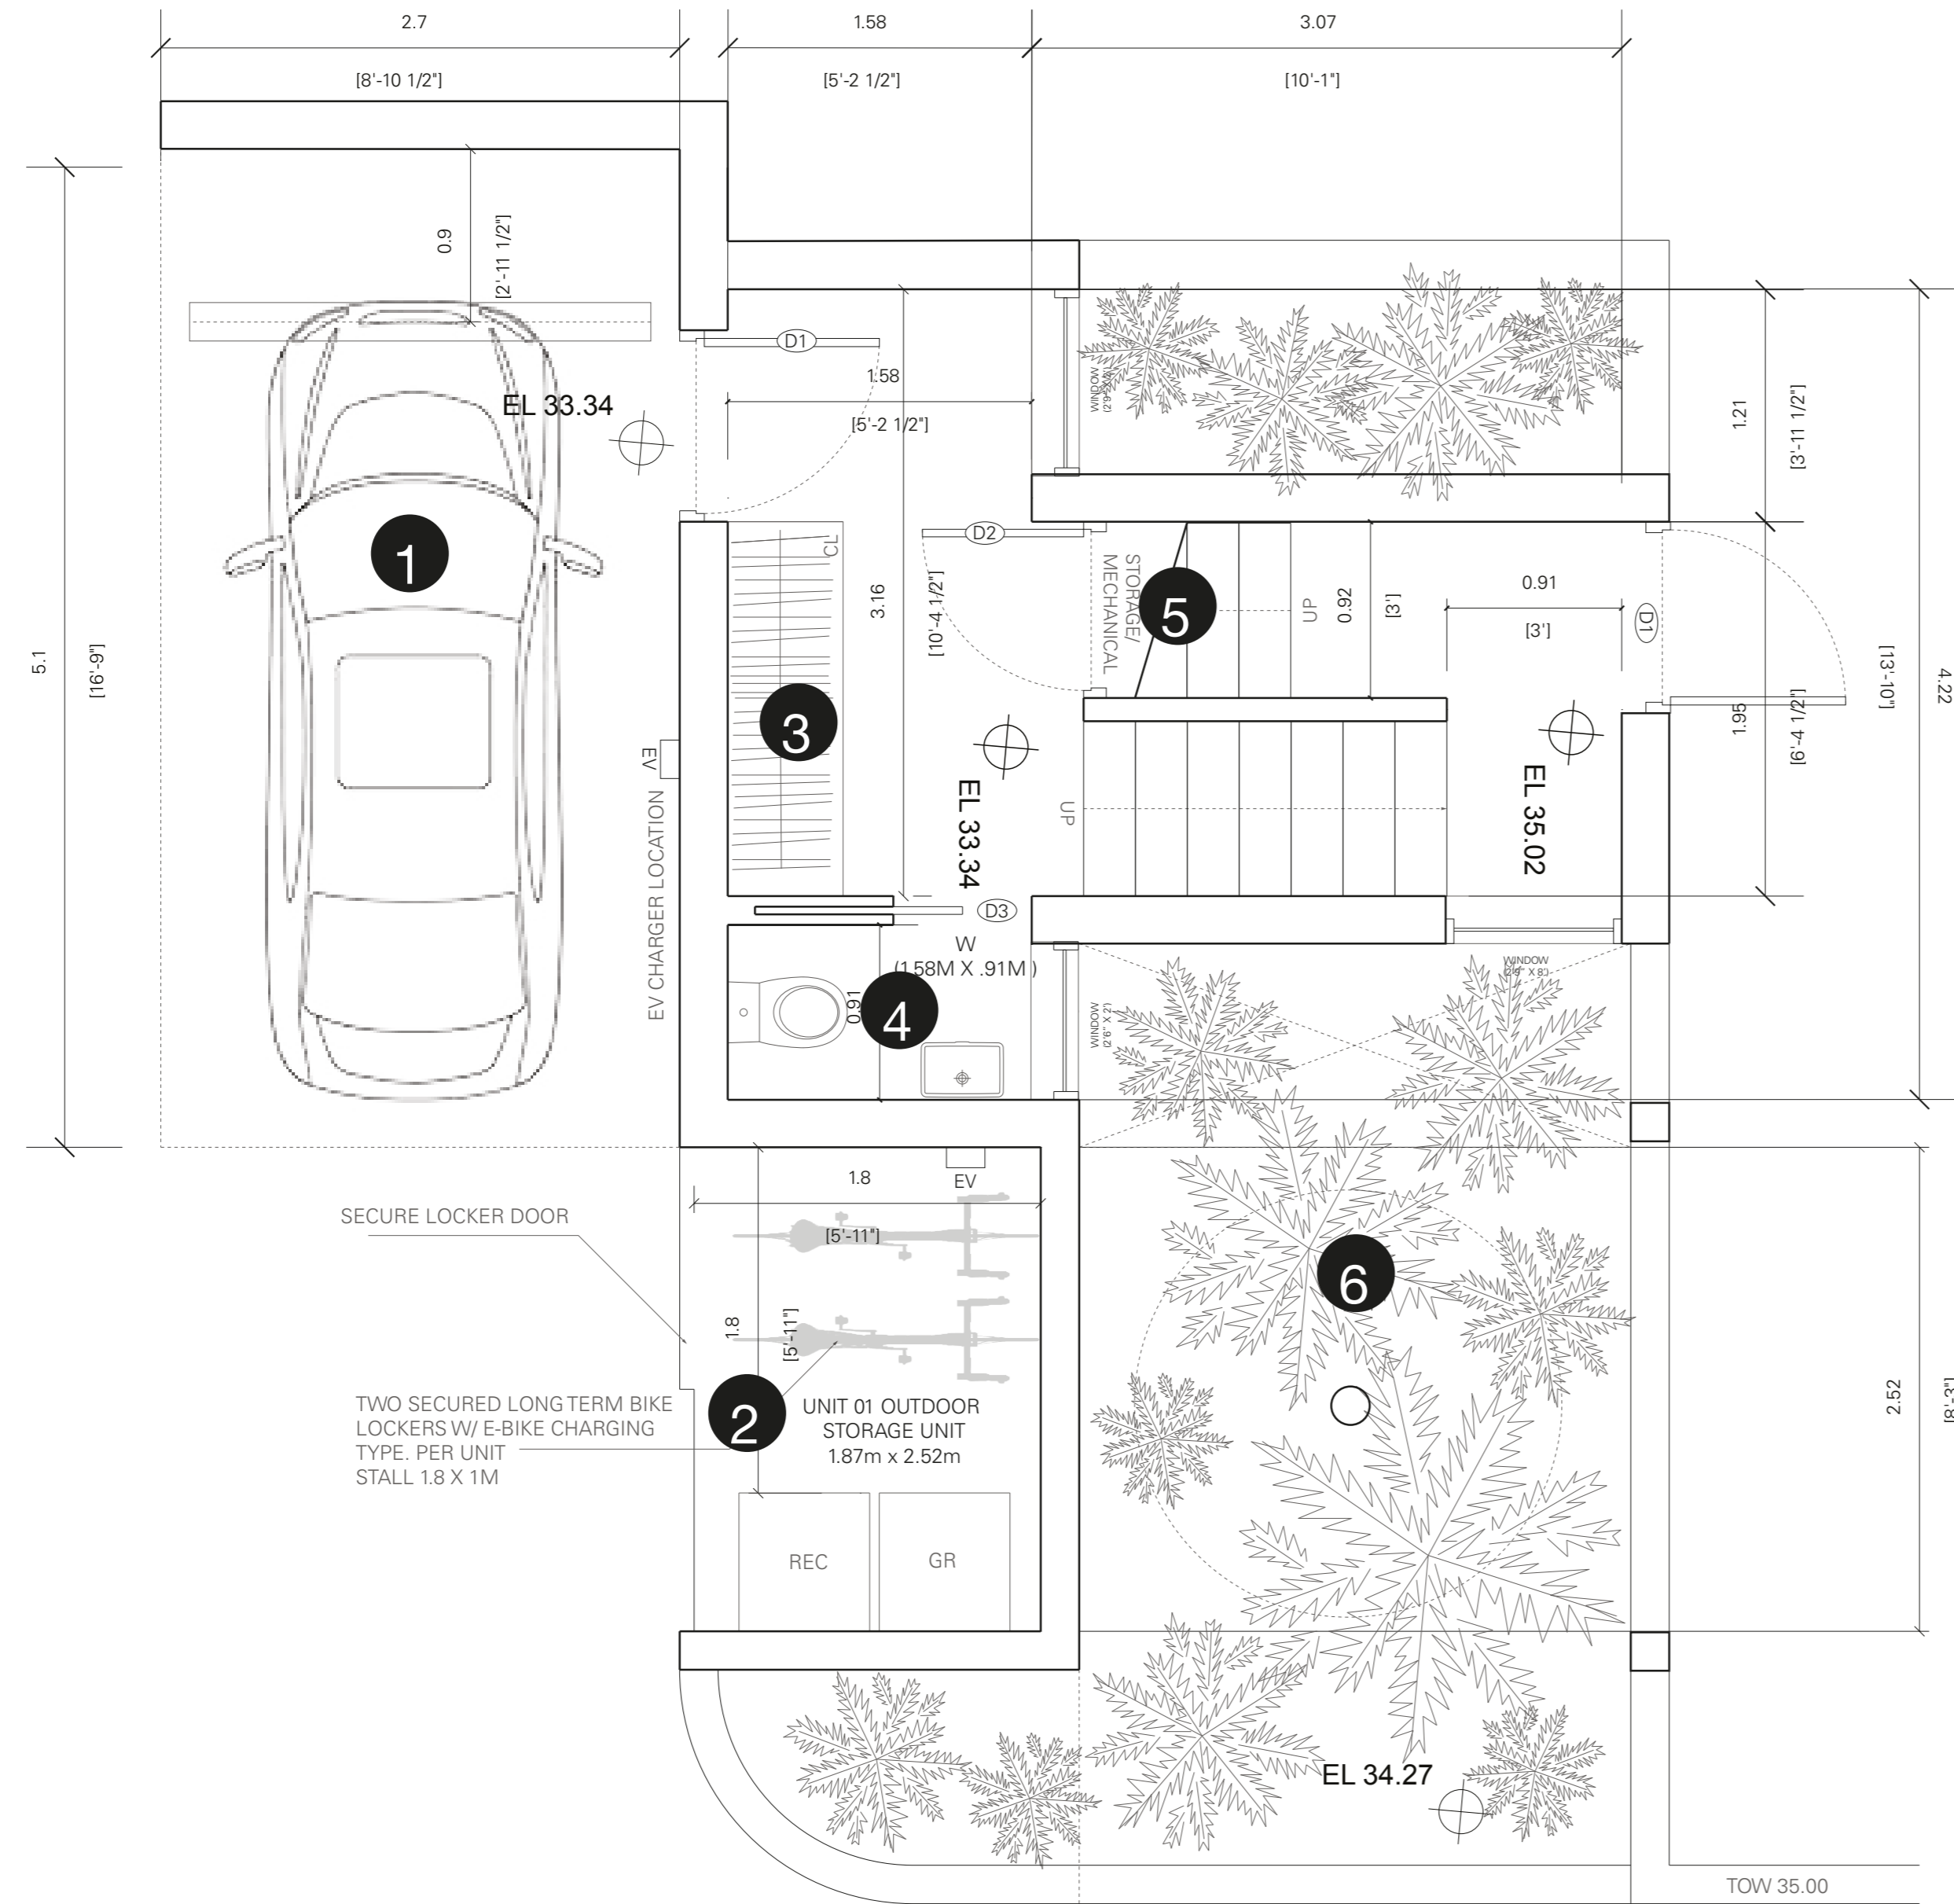 2.7
1.58
3.07
[8'-10 1/2"]
[5'-2 1/2"]
[10'-1"]
0.9
[2'-11 1/2"]
D1
1.58
[5'-2 1/2"]
EL 33.34
1.21
[3'-11 1/2"]
5.1
[16'-9"]
1
CL
3.16
[10'-4 1/2"]
D2
STORAGE/
MECHANICAL
5
UP
0.92
[3']
0.91
[3']
D1
4.22
[13'-10"]
1.95
[6'-4 1/2"]
3
EV
EV CHARGER LOCATION
EL 33.34
UP
EL 35.02
D3
W
(1.58M X .91M )
0.91
4
WINDOW
WINDOW
(2'9" X 8')
WINDOW
1.8
EV
[5'-11"]
SECURE LOCKER DOOR
1.8
[5'-11"]
6
TWO SECURED LONG TERM BIKE
LOCKERS W/ E-BIKE CHARGING
TYPE. PER UNIT
STALL 1.8 X 1M
2
UNIT 01 OUTDOOR
STORAGE UNIT
1.87m x 2.52m
2.52
[8'-3"]
REC
GR
EL 34.27
TOW 35.00